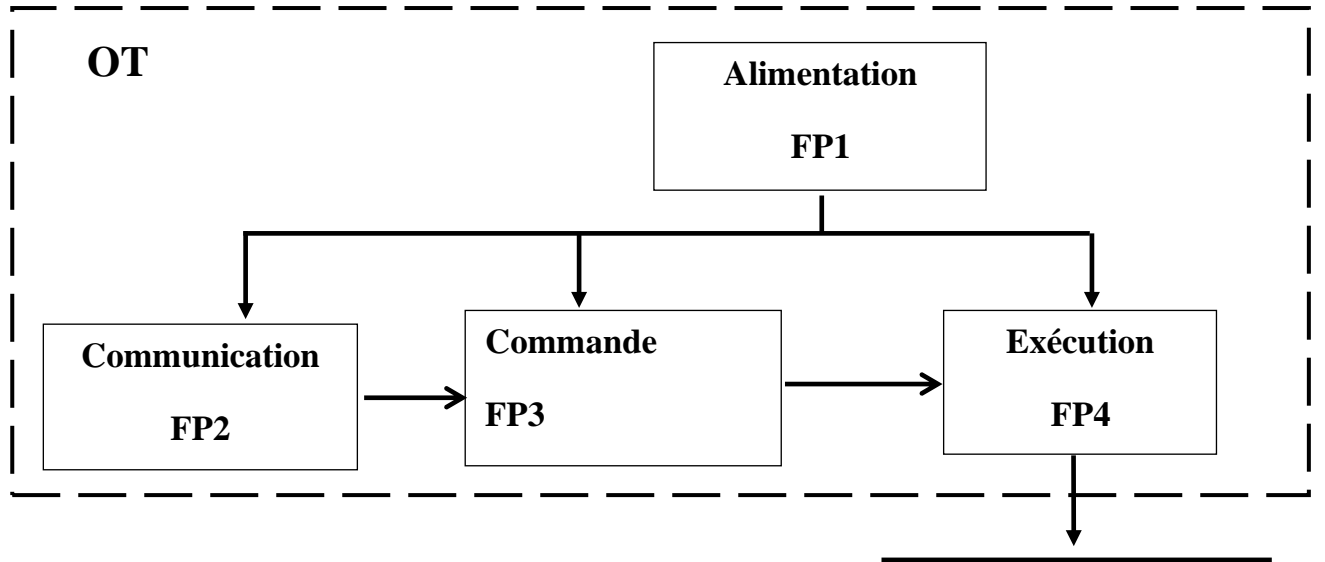 OT
Alimentation
FP1
Communication
FP2
Commande
FP3
Exécution
FP4